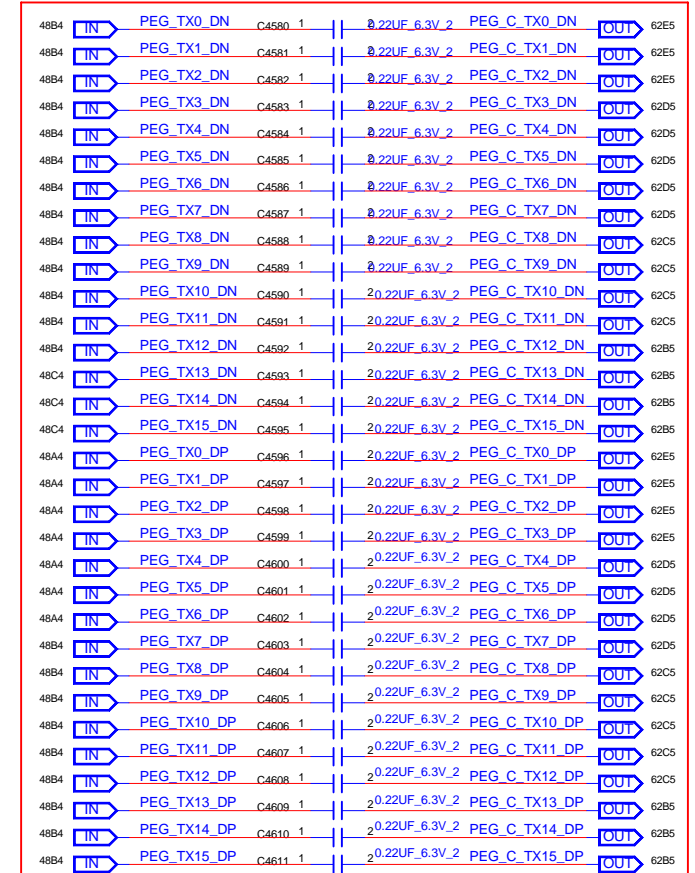 48B4 IN PEG_TX0_DN C4580 1 2 0.22UF_6.3V_2 PEG_C_TX0_DN OUT 62E5
48B4 IN PEG_TX1_DN C4581 1 2 0.22UF_6.3V_2 PEG_C_TX1_DN OUT 62E5
48B4 IN PEG_TX2_DN C4582 1 2 0.22UF_6.3V_2 PEG_C_TX2_DN OUT 62E5
48B4 IN PEG_TX3_DN C4583 1 2 0.22UF_6.3V_2 PEG_C_TX3_DN OUT 62D5
48B4 IN PEG_TX4_DN C4584 1 2 0.22UF_6.3V_2 PEG_C_TX4_DN OUT 62D5
48B4 IN PEG_TX5_DN C4585 1 2 0.22UF_6.3V_2 PEG_C_TX5_DN OUT 62D5
48B4 IN PEG_TX6_DN C4586 1 2 0.22UF_6.3V_2 PEG_C_TX6_DN OUT 62D5
48B4 IN PEG_TX7_DN C4587 1 2 0.22UF_6.3V_2 PEG_C_TX7_DN OUT 62D5
48B4 IN PEG_TX8_DN C4588 1 2 0.22UF_6.3V_2 PEG_C_TX8_DN OUT 62C5
48B4 IN PEG_TX9_DN C4589 1 2 0.22UF_6.3V_2 PEG_C_TX9_DN OUT 62C5
48B4 IN PEG_TX10_DN C4590 1 2 0.22UF_6.3V_2 PEG_C_TX10_DN OUT 62C5
48B4 IN PEG_TX11_DN C4591 1 2 0.22UF_6.3V_2 PEG_C_TX11_DN OUT 62C5
48B4 IN PEG_TX12_DN C4592 1 2 0.22UF_6.3V_2 PEG_C_TX12_DN OUT 62B5
48C4 IN PEG_TX13_DN C4593 1 2 0.22UF_6.3V_2 PEG_C_TX13_DN OUT 62B5
48C4 IN PEG_TX14_DN C4594 1 2 0.22UF_6.3V_2 PEG_C_TX14_DN OUT 62B5
48C4 IN PEG_TX15_DN C4595 1 2 0.22UF_6.3V_2 PEG_C_TX15_DN OUT 62B5
48A4 IN PEG_TX0_DP C4596 1 2 0.22UF_6.3V_2 PEG_C_TX0_DP OUT 62E5
48A4 IN PEG_TX1_DP C4597 1 2 0.22UF_6.3V_2 PEG_C_TX1_DP OUT 62E5
48A4 IN PEG_TX2_DP C4598 1 2 0.22UF_6.3V_2 PEG_C_TX2_DP OUT 62E5
48A4 IN PEG_TX3_DP C4599 1 2 0.22UF_6.3V_2 PEG_C_TX3_DP OUT 62E5
48A4 IN PEG_TX4_DP C4600 1 2 0.22UF_6.3V_2 PEG_C_TX4_DP OUT 62D5
48A4 IN PEG_TX5_DP C4601 1 2 0.22UF_6.3V_2 PEG_C_TX5_DP OUT 62D5
48A4 IN PEG_TX6_DP C4602 1 2 0.22UF_6.3V_2 PEG_C_TX6_DP OUT 62D5
48B4 IN PEG_TX7_DP C4603 1 2 0.22UF_6.3V_2 PEG_C_TX7_DP OUT 62D5
48B4 IN PEG_TX8_DP C4604 1 2 0.22UF_6.3V_2 PEG_C_TX8_DP OUT 62C5
48B4 IN PEG_TX9_DP C4605 1 2 0.22UF_6.3V_2 PEG_C_TX9_DP OUT 62C5
48B4 IN PEG_TX10_DP C4606 1 2 0.22UF_6.3V_2 PEG_C_TX10_DP OUT 62C5
48B4 IN PEG_TX11_DP C4607 1 2 0.22UF_6.3V_2 PEG_C_TX11_DP OUT 62C5
48B4 IN PEG_TX12_DP C4608 1 2 0.22UF_6.3V_2 PEG_C_TX12_DP OUT 62C5
48B4 IN PEG_TX13_DP C4609 1 2 0.22UF_6.3V_2 PEG_C_TX13_DP OUT 62B5
48B4 IN PEG_TX14_DP C4610 1 2 0.22UF_6.3V_2 PEG_C_TX14_DP OUT 62B5
48B4 IN PEG_TX15_DP C4611 1 2 0.22UF_6.3V_2 PEG_C_TX15_DP OUT 62B5